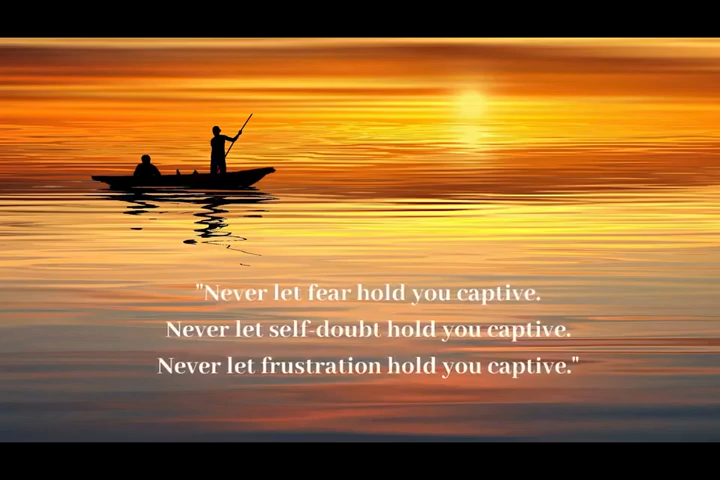 "Never let fear hold you captive.
Never let self-doubt hold you captive.
Never let frustration hold you captive."